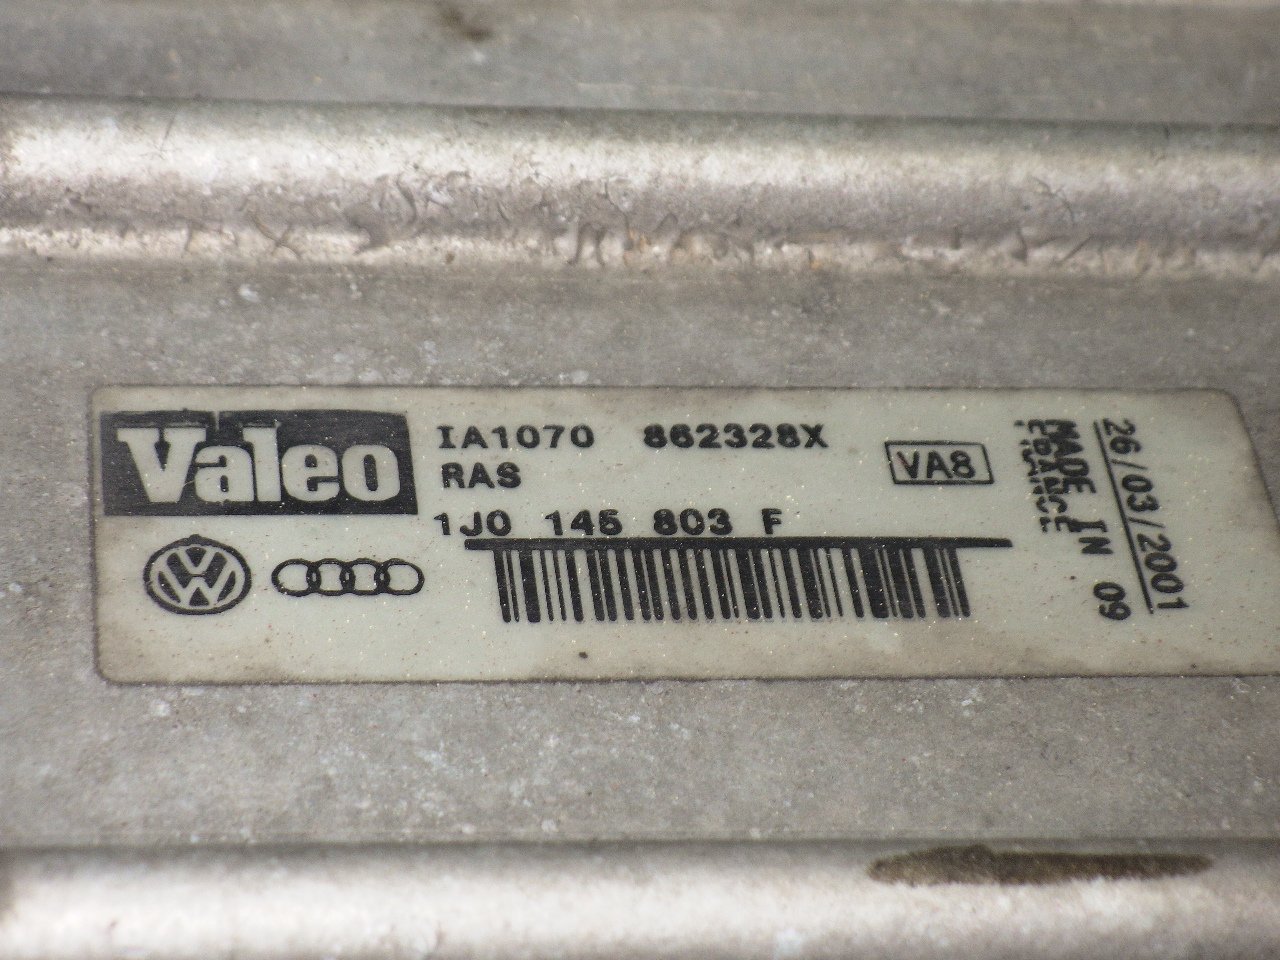 Valeo
IA1070 862328X
RAS
VA8
1J0 145 803 F
26/03/2001
MADE IN 09
FRANCE